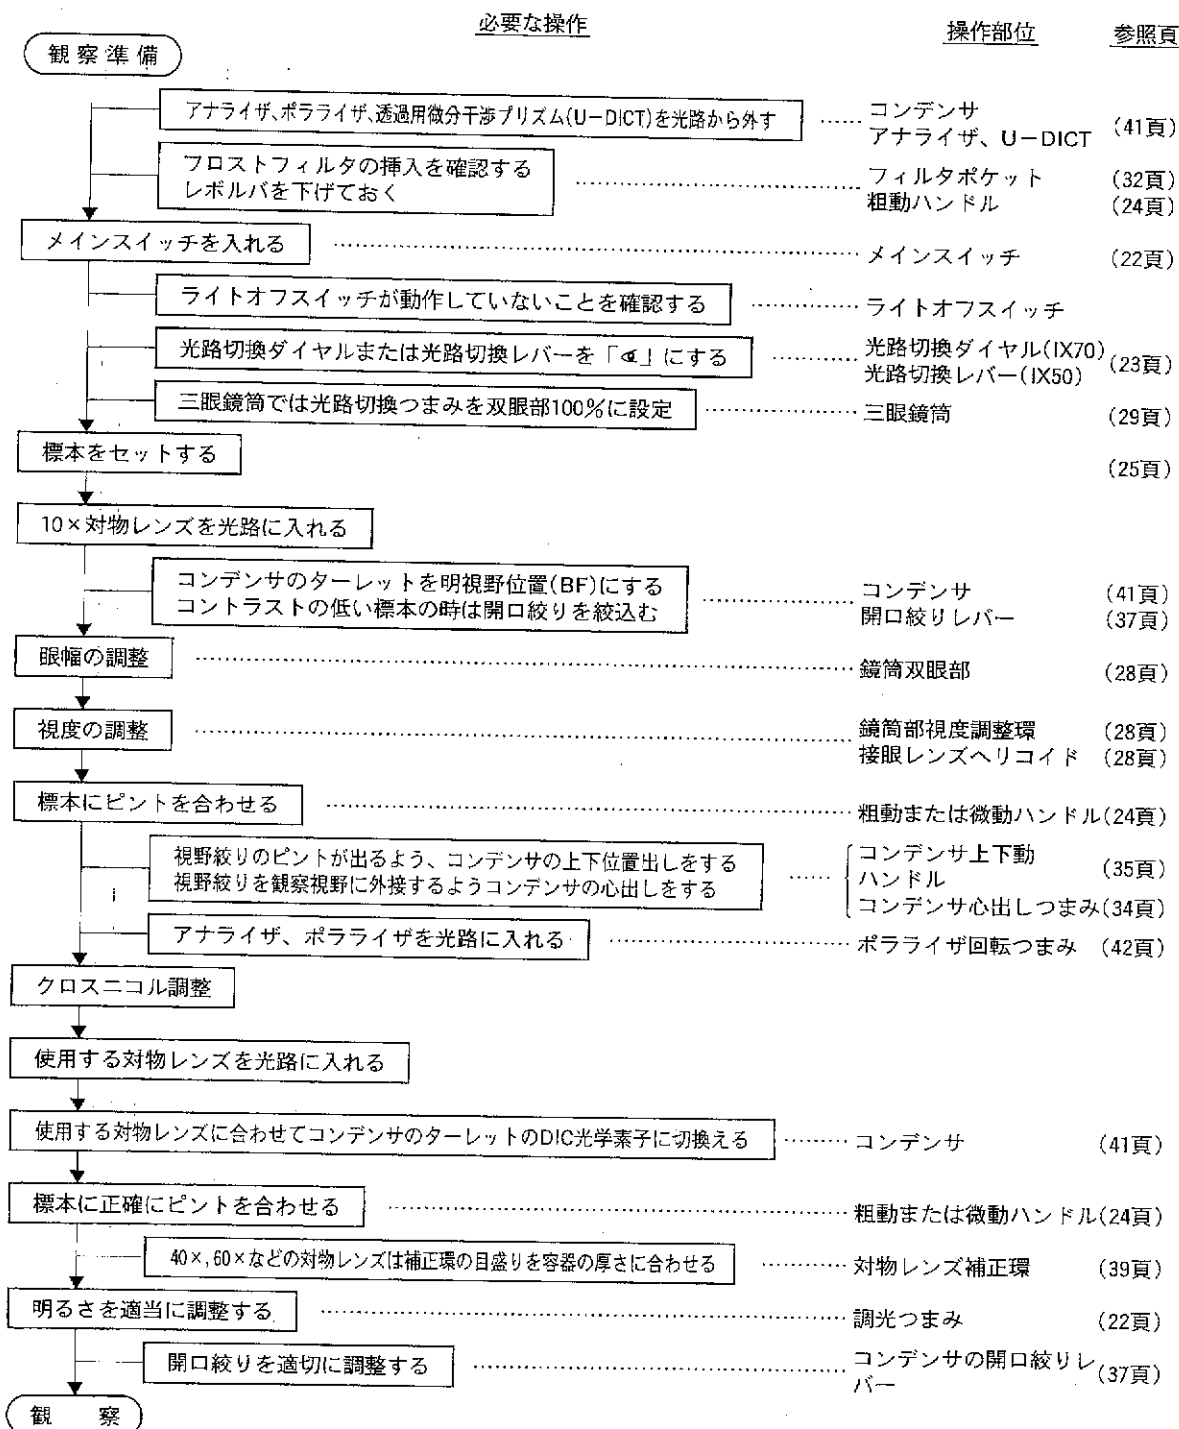 必要な操作 操作部位 参照頁
観察準備
アナライザ、ポラライザ、透過用微分干渉プリズム(U-DICT)を光路から外す …… コンデンサ
アナライザ、U-DICT (41頁)
フロストフィルタの挿入を確認する …… フィルタポケット (32頁)
レボルバを下げておく 粗動ハンドル (24頁)
メインスイッチを入れる …… メインスイッチ (22頁)
ライトオフスイッチが動作していないことを確認する …… ライトオフスイッチ
光路切換ダイヤルまたは光路切換レバーを「」にする …… 光路切換ダイヤル(IX70)
光路切換レバー(IX50) (23頁)
三眼鏡筒では光路切換つまみを双眼部100%に設定 …… 三眼鏡筒 (29頁)
標本をセットする (25頁)
10×対物レンズを光路に入れる
コンデンサのターレットを明視野位置(BF)にする …… コンデンサ (41頁)
コントラストの低い標本の時は開口絞りを絞込む 開口絞りレバー (37頁)
眼幅の調整 …… 鏡筒双眼部 (28頁)
視度の調整 …… 鏡筒部視度調整環 (28頁)
接眼レンズヘリコイド (28頁)
標本にピントを合わせる …… 粗動または微動ハンドル(24頁)
視野絞りのピントが出るよう、コンデンサの上下位置出しをする …… コンデンサ上下動
ハンドル (35頁)
視野絞りを観察視野に外接するようコンデンサの心出しをする コンデンサ心出しつまみ(34頁)
アナライザ、ポラライザを光路に入れる …… ポラライザ回転つまみ (42頁)
クロスニコル調整
使用する対物レンズを光路に入れる
使用する対物レンズに合わせてコンデンサのターレットのDIC光学素子に切換える …… コンデンサ (41頁)
標本に正確にピントを合わせる …… 粗動または微動ハンドル(24頁)
40×,60×などの対物レンズは補正環の目盛りを容器の厚さに合わせる …… 対物レンズ補正環 (39頁)
明るさを適当に調整する …… 調光つまみ (22頁)
開口絞りを適切に調整する …… コンデンサの開口絞りレ
バー (37頁)
観 察